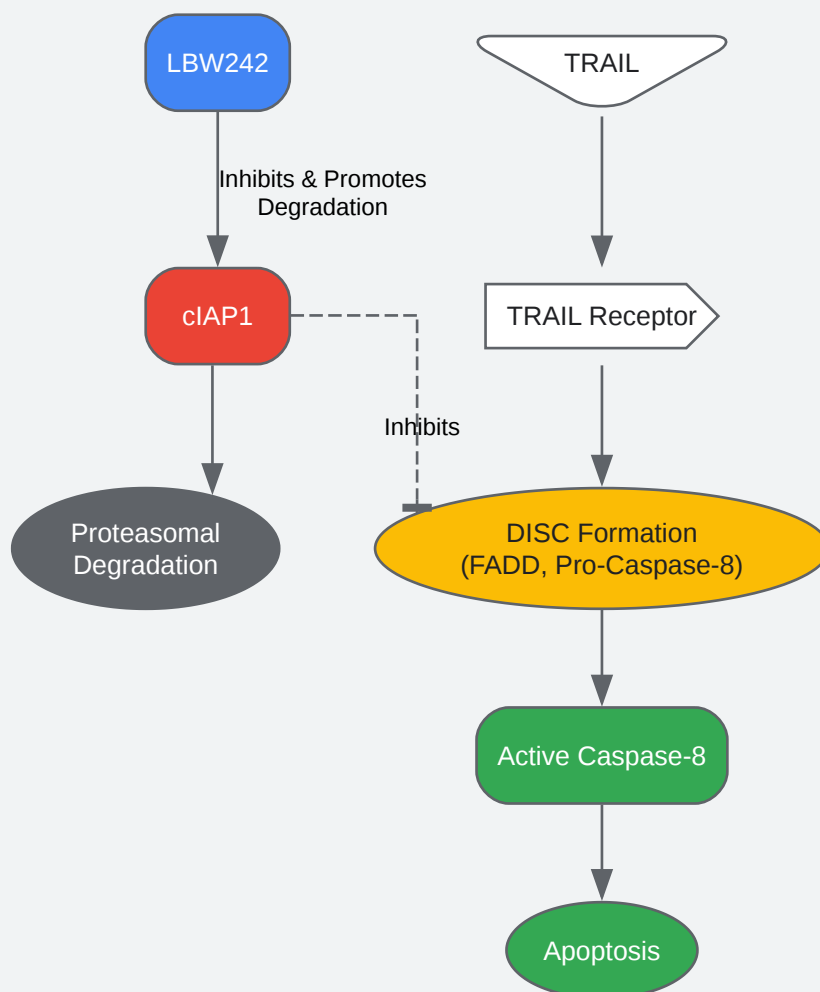 LBW242
TRAIL
Inhibits & Promotes
Degradation
cIAP1
TRAIL Receptor
Inhibits
Proteasomal
Degradation
DISC Formation
(FADD, Pro-Caspase-8)
Active Caspase-8
Apoptosis